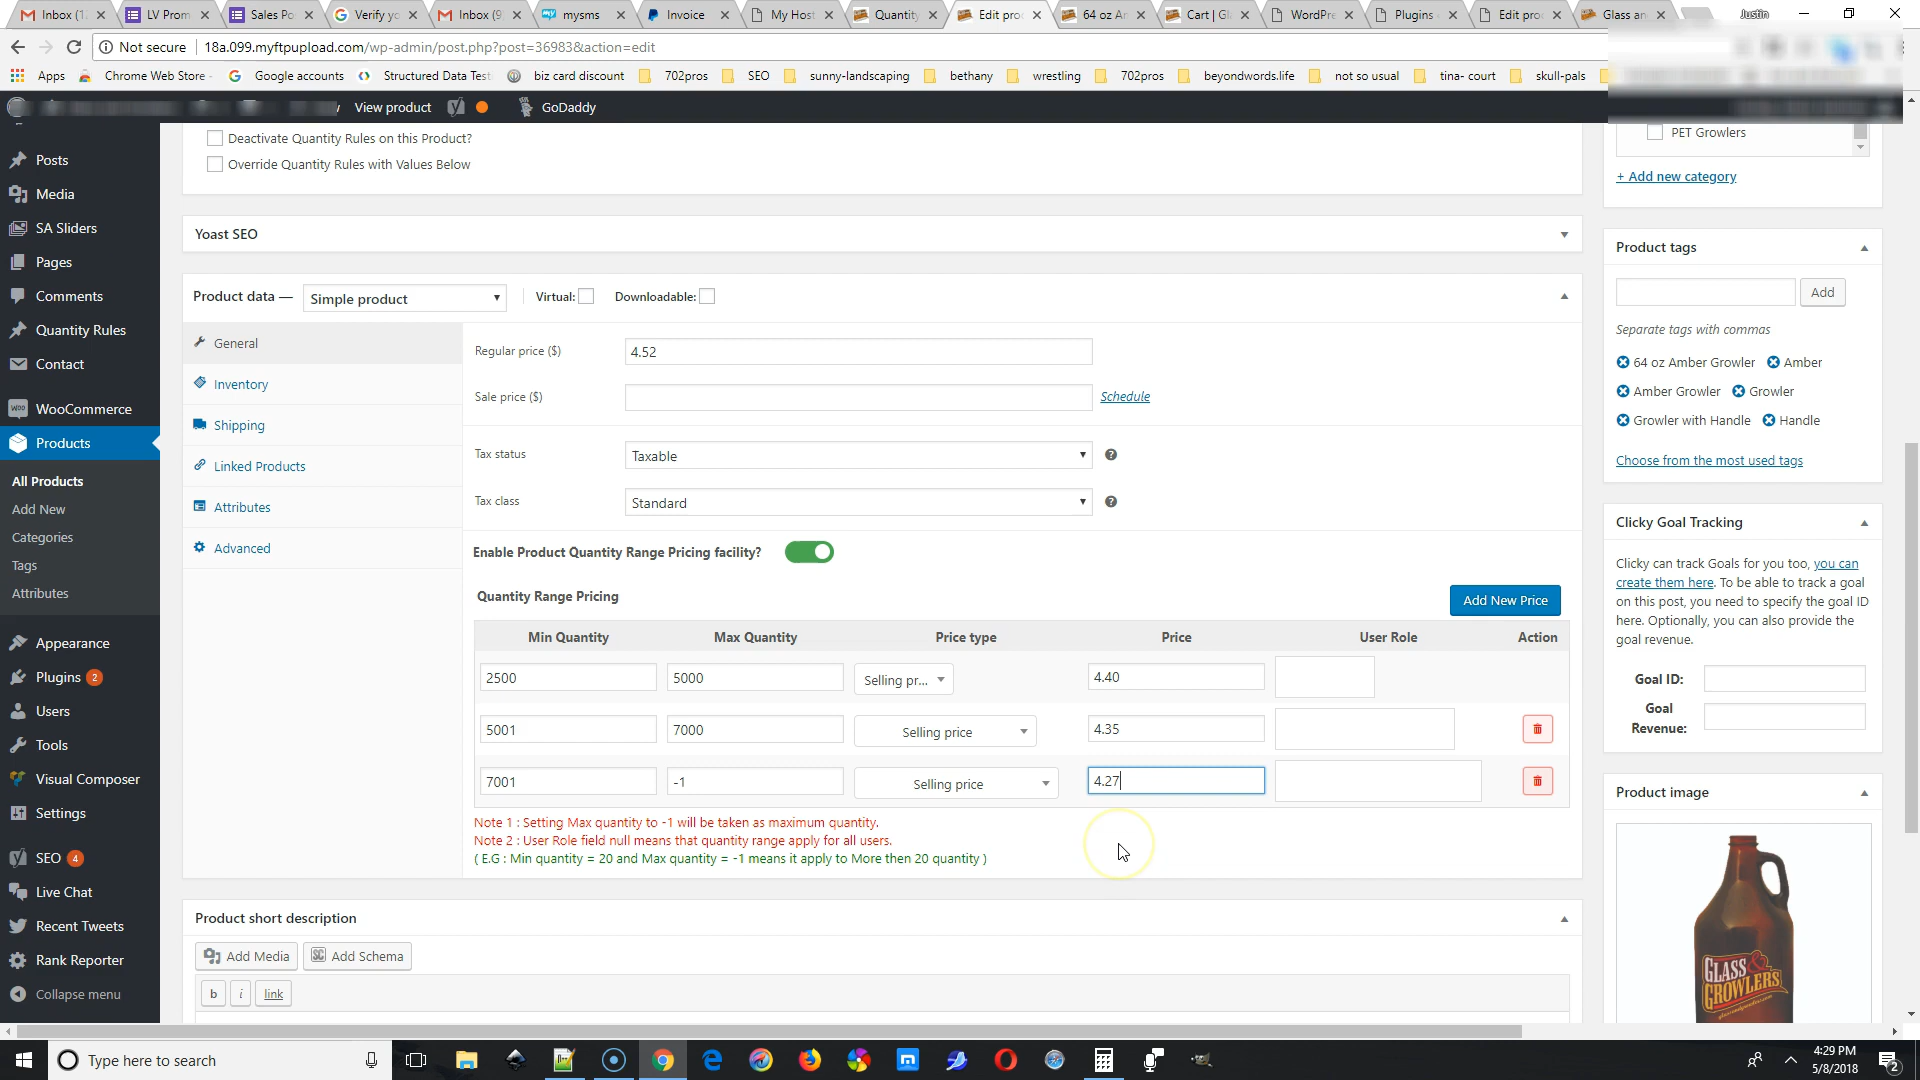 Inbox (1
LV Prom
Sales Po
Verify yo
Inbox (9
mysms
Invoice
My Host
Quantity
Edit pro
64 oz Am
Cart | Gl
WordPre
Plugins
Edit proc
Glass an
Justin
Not secure
18a.099.myftpupload.com/wp-admin/post.php?post=36983&action=edit
Apps
Chrome Web Store
Google accounts
Structured Data Test
biz card discount
702pros
SEO
sunny-landscaping
bethany
wrestling
702pros
beyondwords.life
not so usual
tina- court
skull-pals
View product
GoDaddy
Posts
Media
SA Sliders
Pages
Comments
Quantity Rules
Contact
WooCommerce
Products
All Products
Add New
Categories
Tags
Attributes
Appearance
Plugins 2
Users
Tools
Visual Composer
Settings
SEO 4
Live Chat
Recent Tweets
Rank Reporter
Collapse menu
Deactivate Quantity Rules on this Product?
Override Quantity Rules with Values Below
Yoast SEO
Product data —
Simple product
Virtual:
Downloadable:
General
Inventory
Shipping
Linked Products
Attributes
Advanced
Regular price ($)
4.52
Sale price ($)
Schedule
Tax status
Taxable
Tax class
Standard
Enable Product Quantity Range Pricing facility?
Quantity Range Pricing
Add New Price
Min Quantity
Max Quantity
Price type
Price
User Role
Action
2500
5000
Selling pr...
4.40
5001
7000
Selling price
4.35
7001
-1
Selling price
4.27
Note 1 : Setting Max quantity to -1 will be taken as maximum quantity.
Note 2 : User Role field null means that quantity range apply for all users.
( E.G : Min quantity = 20 and Max quantity = -1 means it apply to More then 20 quantity )
Product short description
Add Media
Add Schema
b
i
link
PET Growlers
+ Add new category
Product tags
Add
Separate tags with commas
64 oz Amber Growler
Amber
Amber Growler
Growler
Growler with Handle
Handle
Choose from the most used tags
Clicky Goal Tracking
Clicky can track Goals for you too, you can
create them here. To be able to track a goal
on this post, you need to specify the goal ID
here. Optionally, you can also provide the
goal revenue.
Goal ID:
Goal
Revenue:
Product image
GLASS &
GROWLERS
Type here to search
4:29 PM
5/8/2018
2